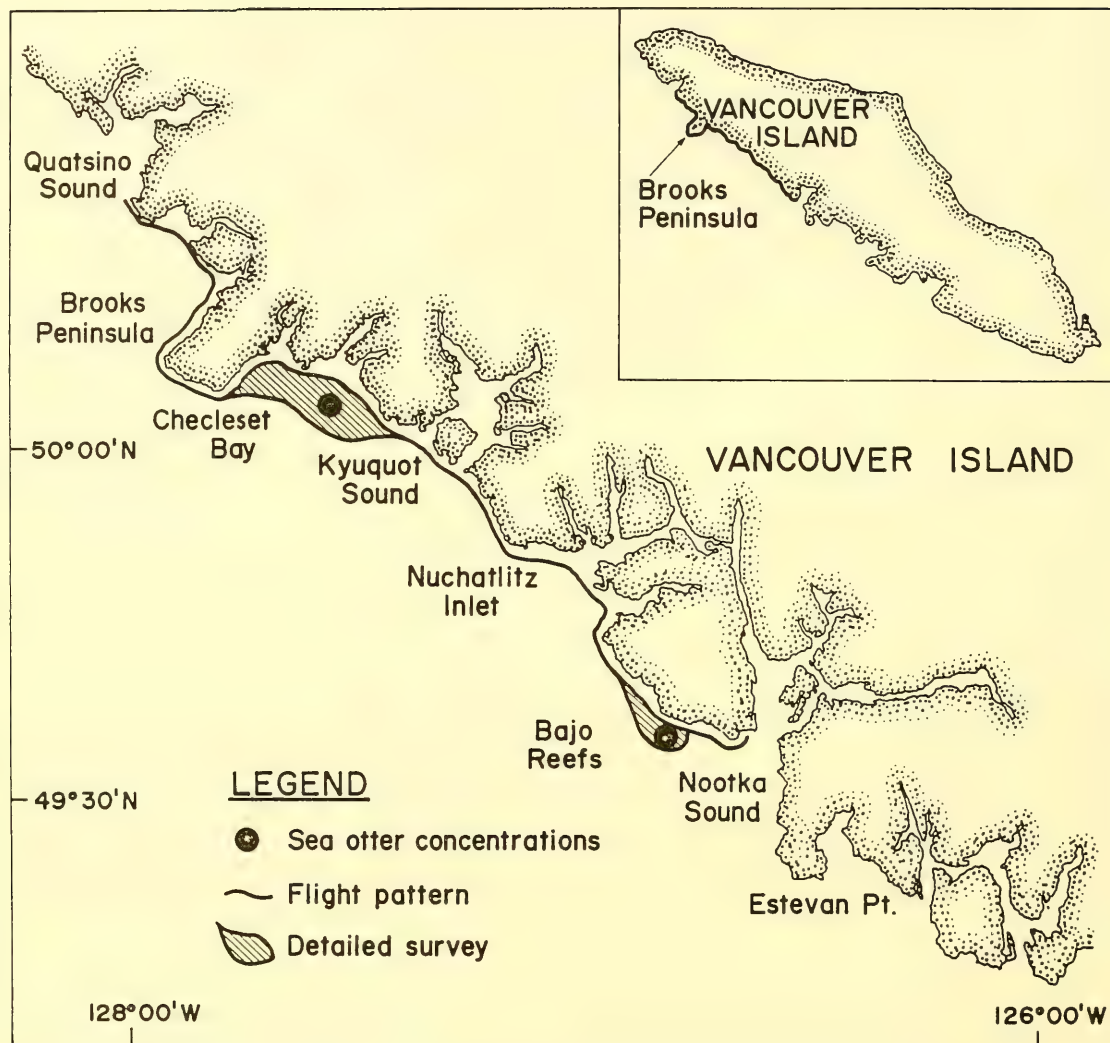 VANCOUVER
ISLAND
Brooks
Peninsula
Quatsino
Sound
Brooks
Peninsula
Checleset
Bay
50°00'N
Kyuquot
Sound
VANCOUVER ISLAND
Nuchatlitz
Inlet
Bajo
Reefs
Nootka
Sound
49°30'N
LEGEND
Sea otter concentrations
Flight pattern
Detailed survey
Estevan Pt.
128°00'W
126°00'W